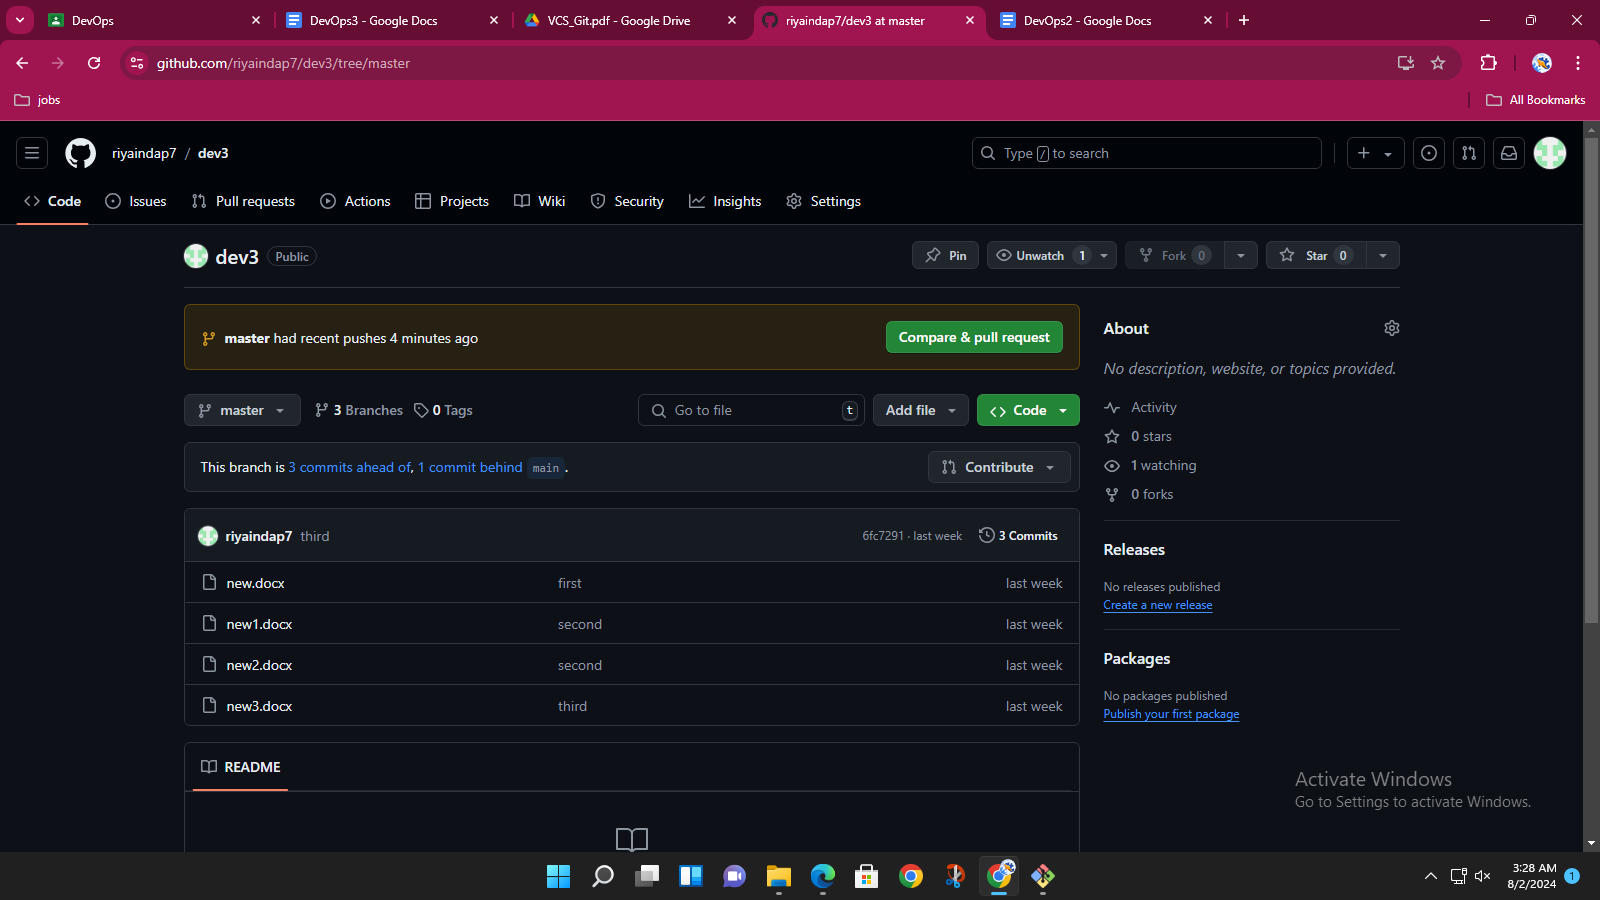 DevOps
DevOps3 - Google Docs
VCS_Git.pdf - Google Drive
riyaindap7/dev3 at master
DevOps2 - Google Docs
github.com/riyaindap7/dev3/tree/master
jobs
All Bookmarks
riyaindap7 / dev3
Type / to search
Code
Issues
Pull requests
Actions
Projects
Wiki
Security
Insights
Settings
dev3 Public
Pin
Unwatch 1
Fork 0
Star 0
master had recent pushes 4 minutes ago
Compare & pull request
About
No description, website, or topics provided.
master
3 Branches
0 Tags
Go to file t
Add file
Code
Activity
0 stars
1 watching
0 forks
This branch is 3 commits ahead of, 1 commit behind main .
Contribute
riyaindap7 third
6fc7291 · last week
3 Commits
new.docx first last week
new1.docx second last week
new2.docx second last week
new3.docx third last week
Releases
No releases published
Create a new release
Packages
No packages published
Publish your first package
README
Activate Windows
Go to Settings to activate Windows.
3:28 AM
8/2/2024
1